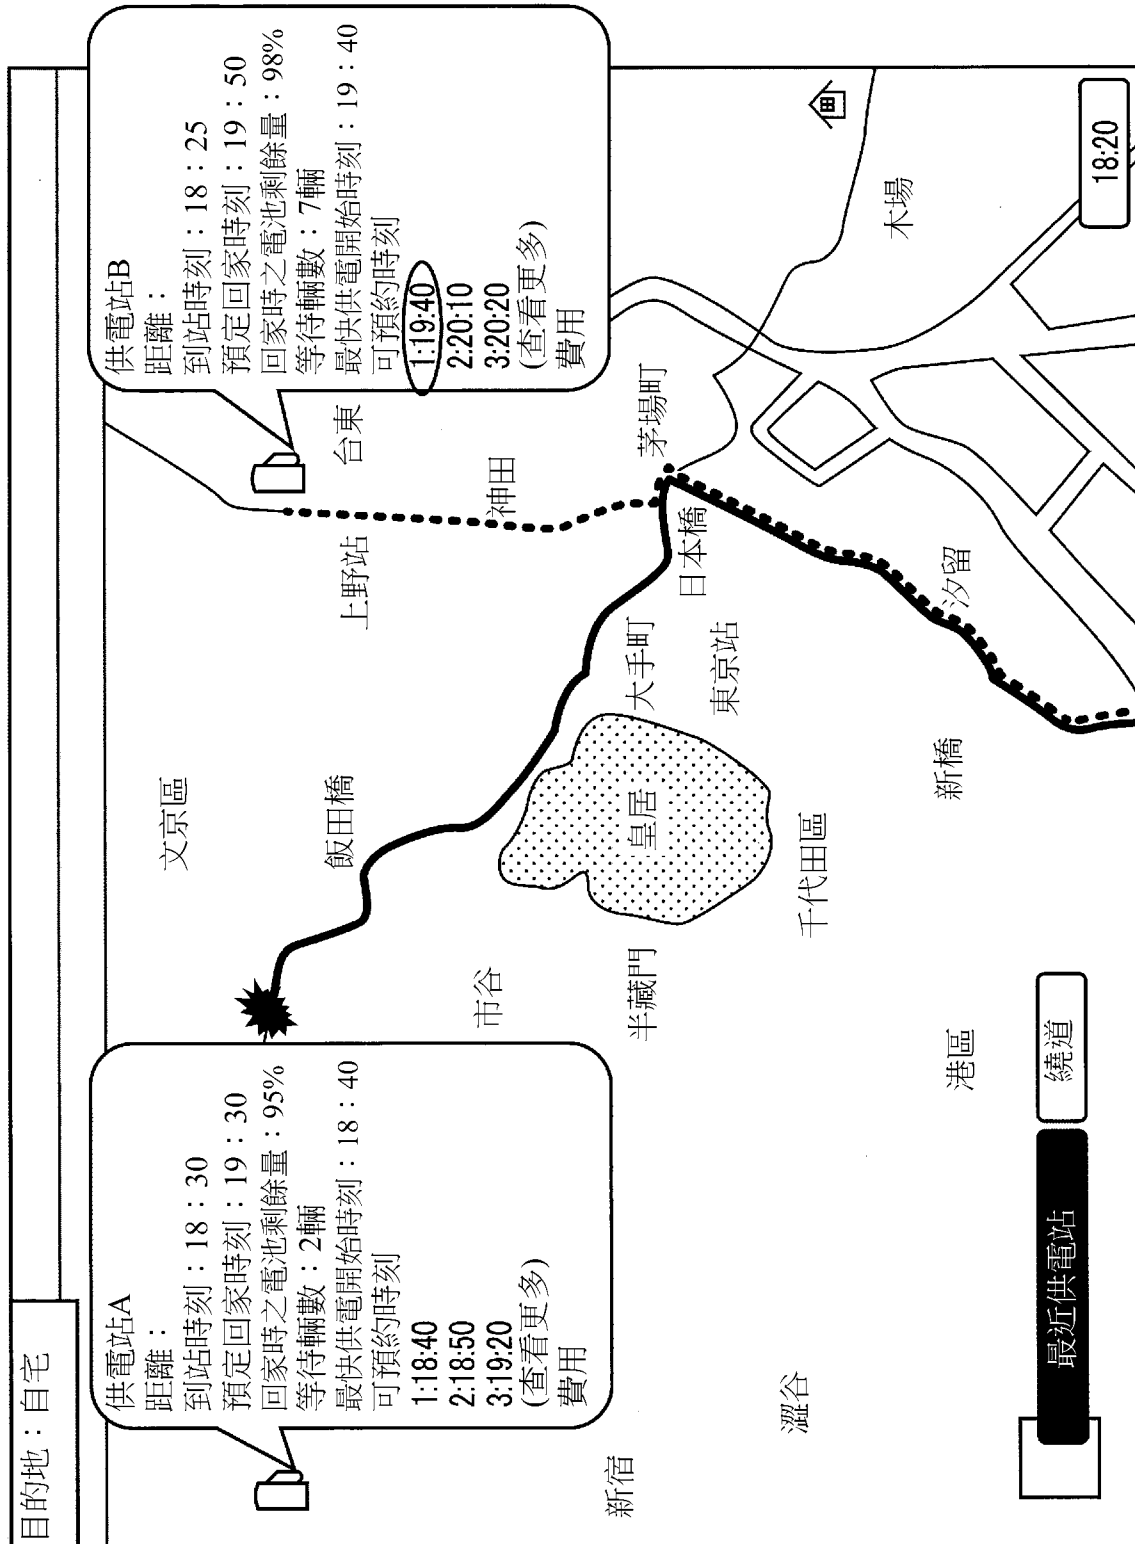 目的地：自宅
供電站A
距離：
到站時刻：18：30
預定回家時刻：19：30
回家時之電池剩餘量：95%
等待輛數：2輛
最快供電開始時刻：18：40
可預約時刻
1:18:40
2:18:50
3:19:20
(查看更多)
費用
供電站B
距離：
到站時刻：18：25
預定回家時刻：19：50
回家時之電池剩餘量：98%
等待輛數：7輛
最快供電開始時刻：19：40
可預約時刻
1:19:40
2:20:10
3:20:20
(查看更多)
費用
文京區
飯田橋
上野站
台東
市谷
神田
新宿
半藏門
皇居
大手町
日本橋
茅場町
東京站
澀谷
千代田區
木場
港區
新橋
汐留
最近供電站
繞道
18:20